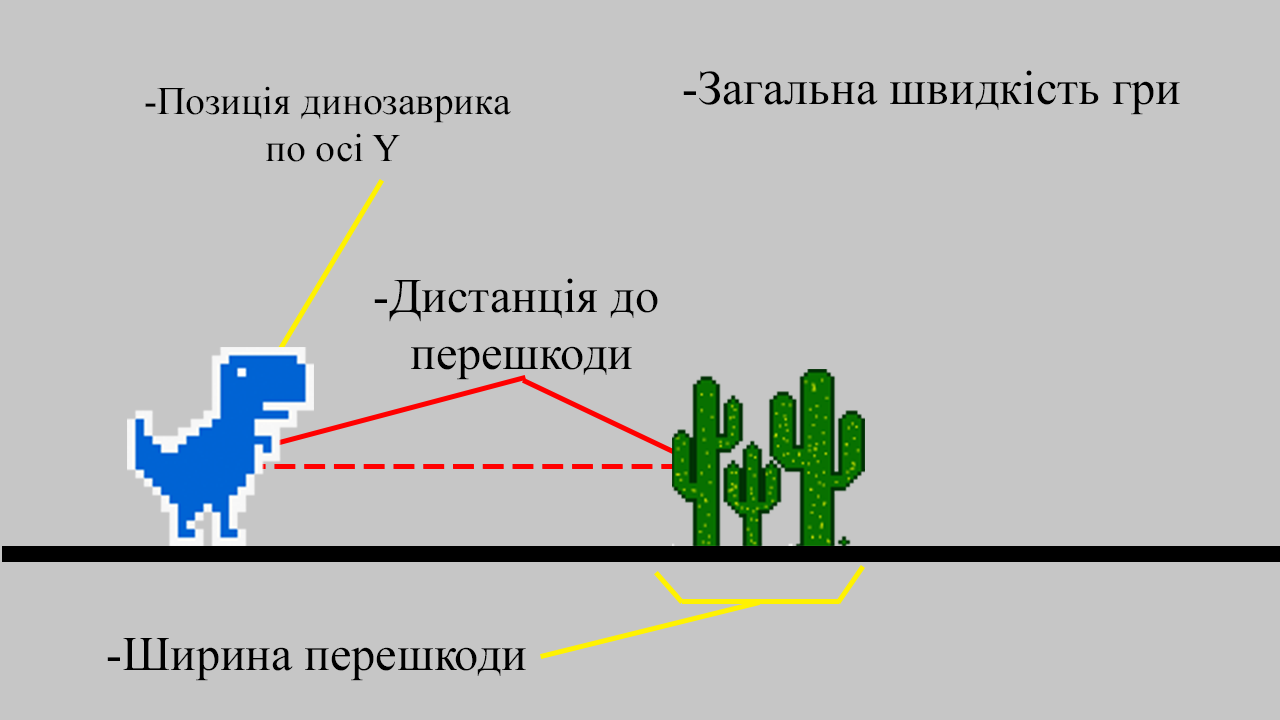 -Позиція динозаврика
по осі Y
-Загальна швидкість гри
-Дистанція до
перешкоди
-Ширина перешкоди